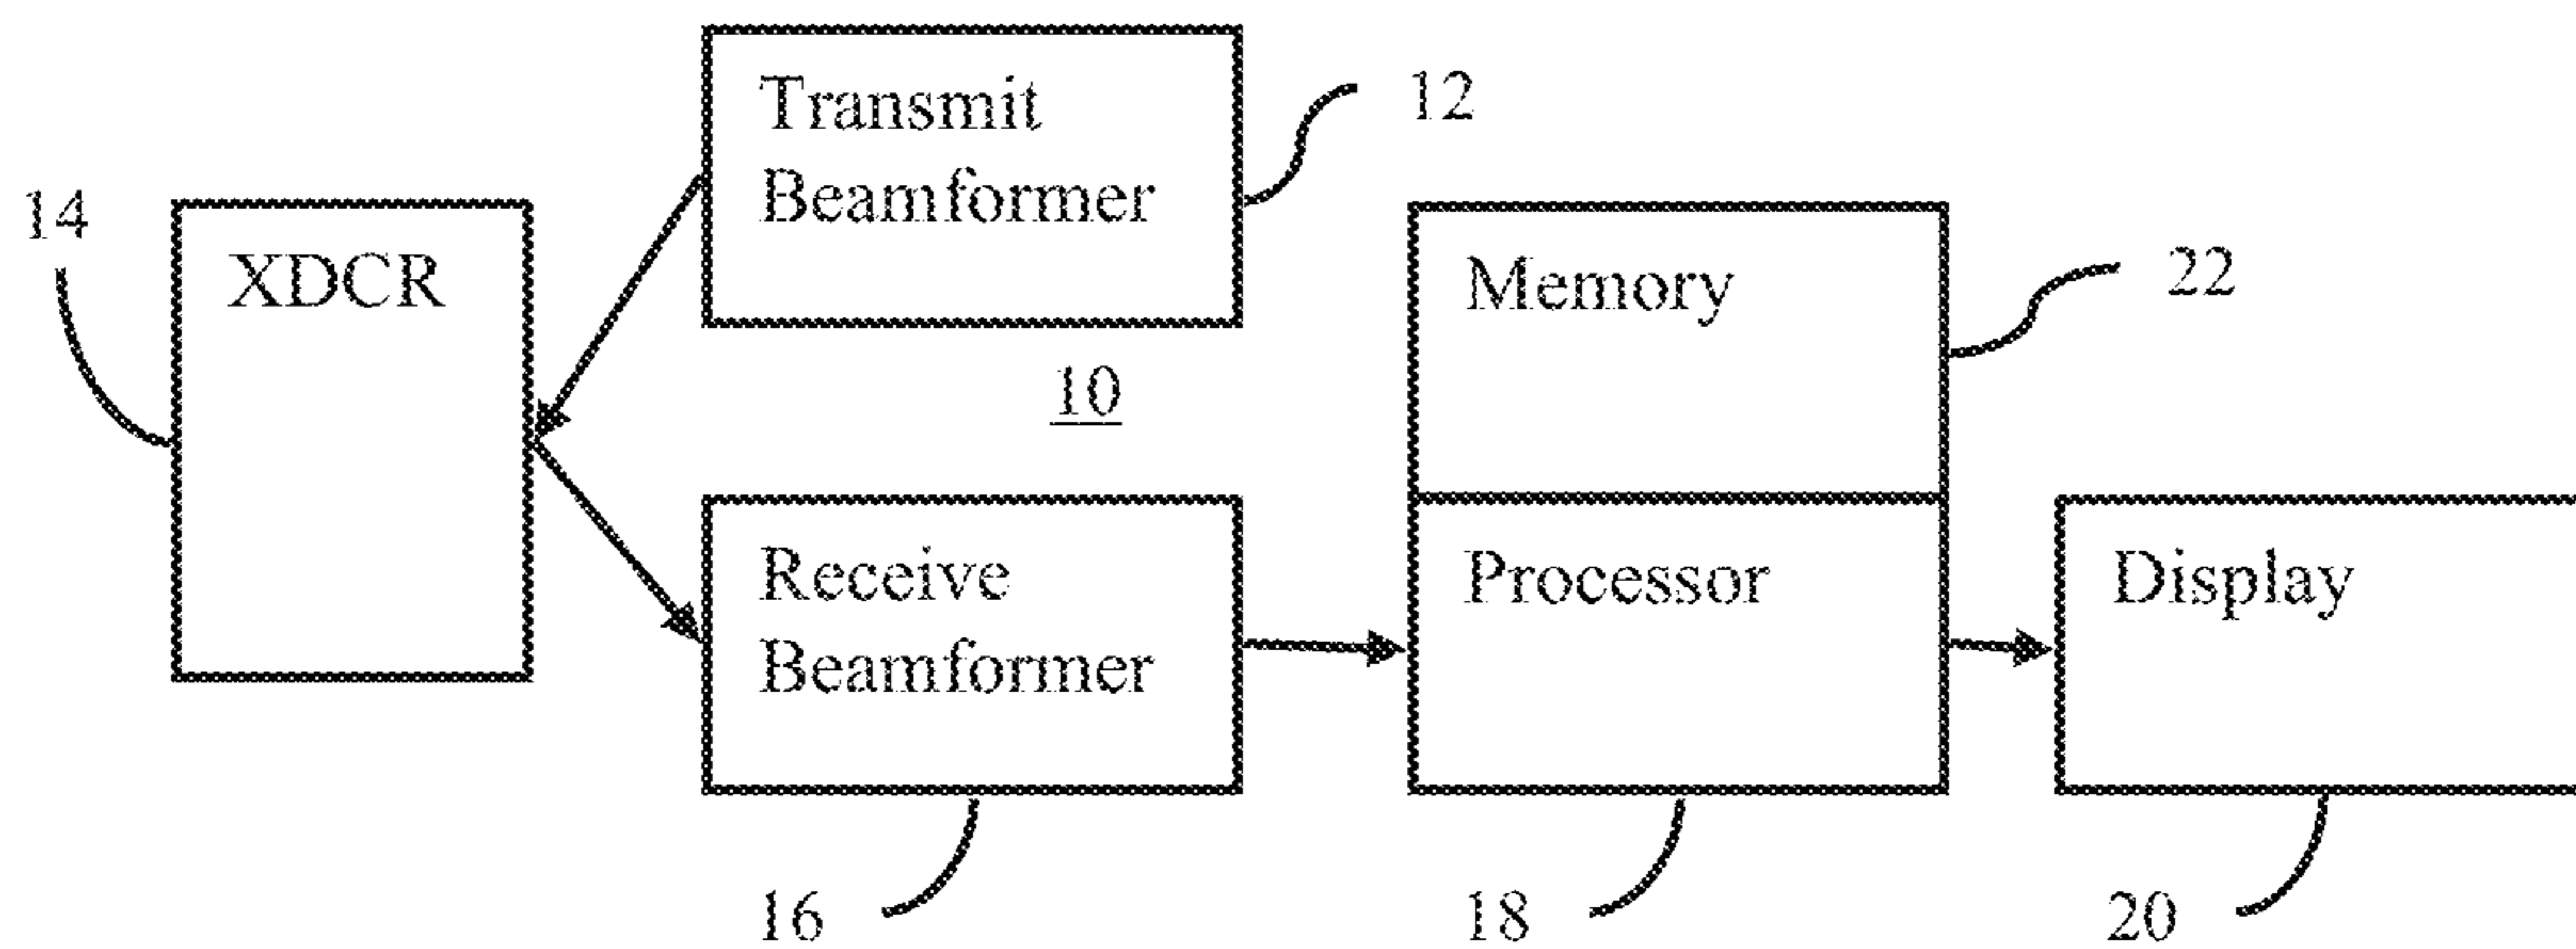 Transmit
Beamformer
12
14
XDCR
Memory
22
10
Receive
Beamformer
Processor
Display
16
18
20